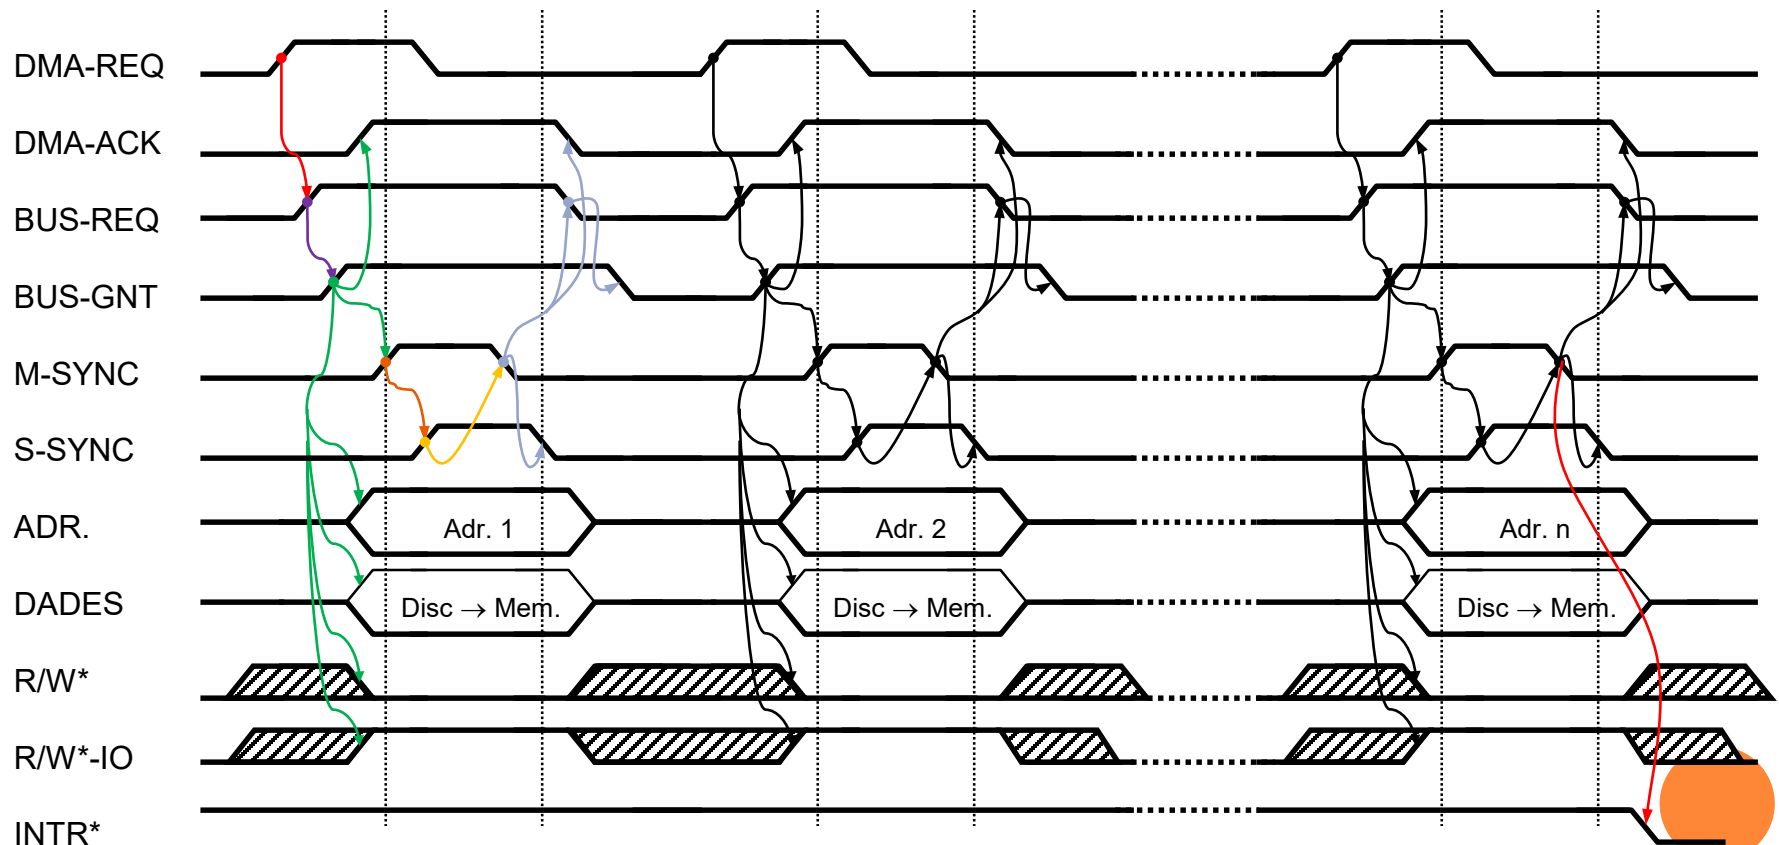 DMA-REQ
DMA-ACK
BUS-REQ
BUS-GNT
M-SYNC
S-SYNC
ADR.
Adr. 1
Adr. 2
Adr. n
DADES
Disc → Mem.
Disc → Mem.
Disc → Mem.
R/W*
R/W*-IO
INTR*